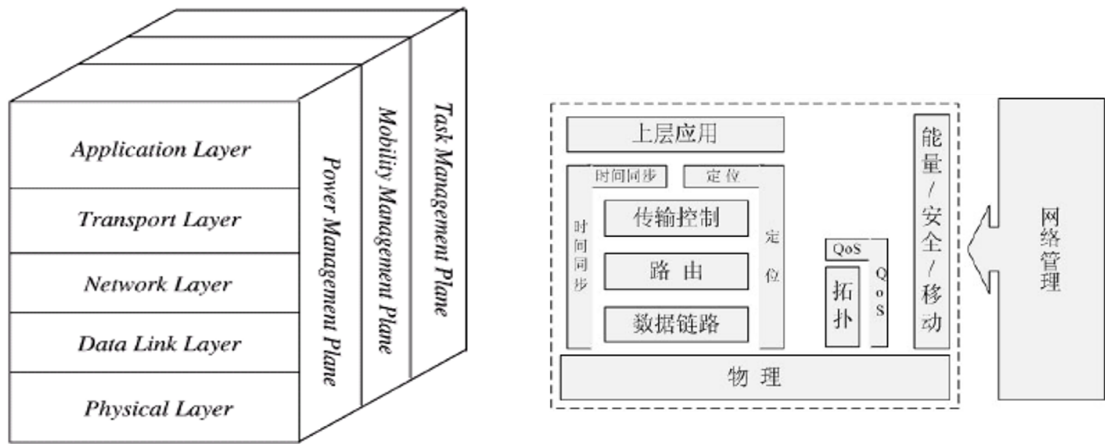 Application Layer
Transport Layer
Network Layer
Data Link Layer
Physical Layer
Power Management Plane
Mobility Management Plane
Task Management Plane
上层应用
时间同步
定位
时间同步
传输控制
路由
数据链路
定位
QoS
QoS
拓扑
能量/安全/移动
物理
网络管理